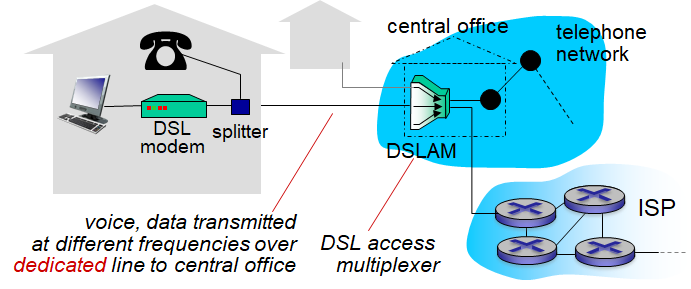 central office
telephone
network
DSL
modem
splitter
DSLAM
voice, data transmitted
at different frequencies over
dedicated line to central office
DSL access
multiplexer
ISP